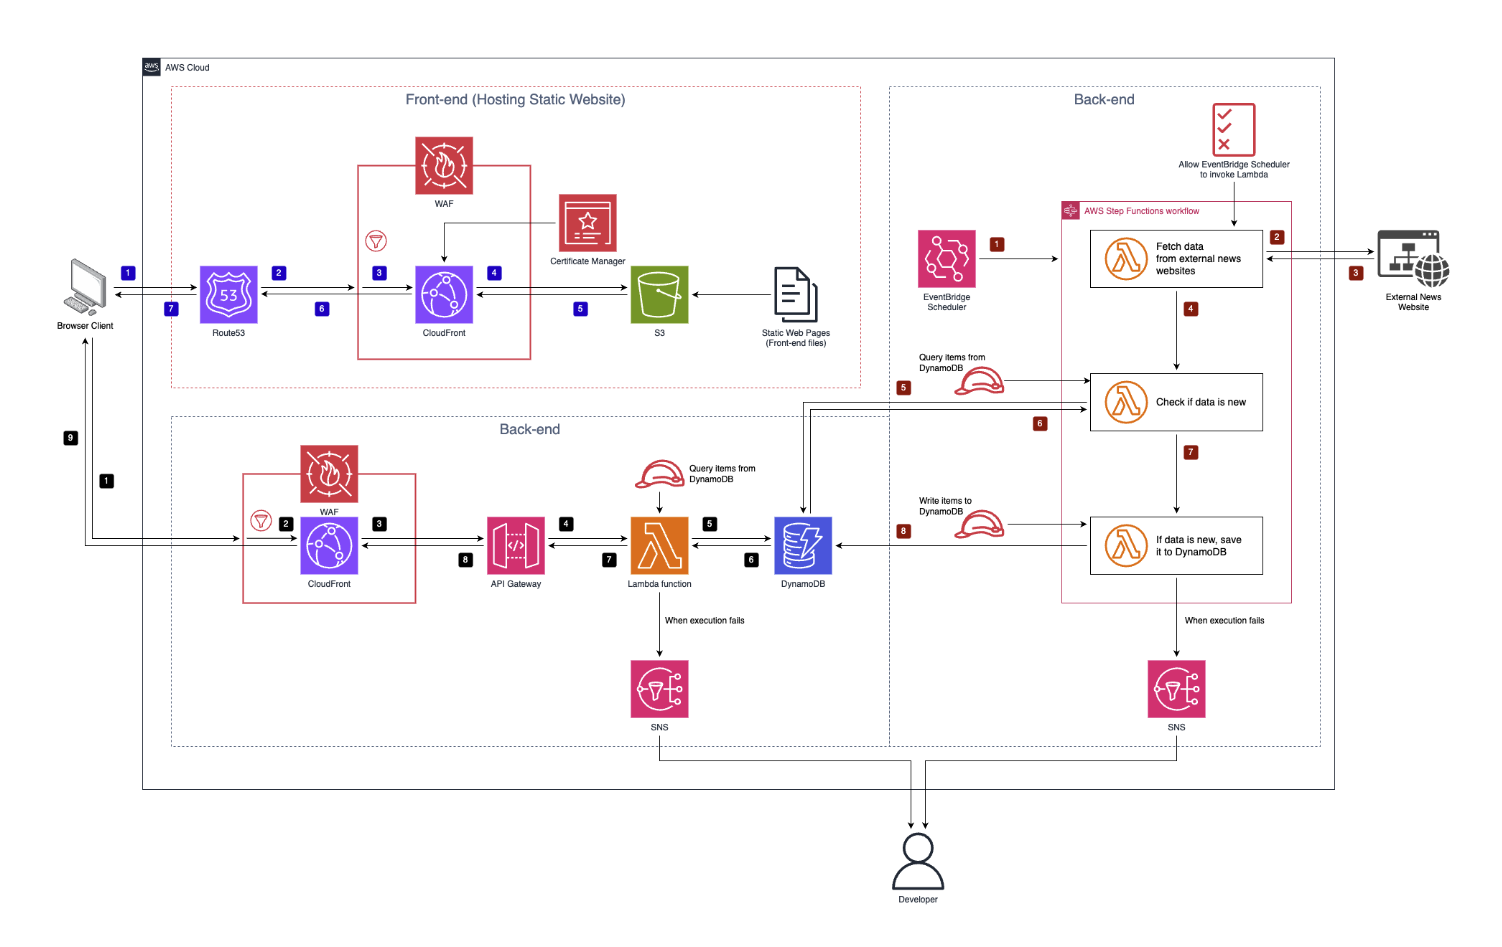 aws
AWS Cloud
Front-end (Hosting Static Website)
Back-end
WAF
Allow EventBridge Scheduler
to invoke Lambda
AWS Step Functions workflow
Certificate Manager
1
2
3
4
Fetch data
from external news
websites
1
2
3
53
7
6
5
Browser Client
Route53
CloudFront
S3
Static Web Pages
(Front-end files)
EventBridge
Scheduler
External News
Website
4
Query items from
DynamoDB
5
Check if data is new
6
Back-end
9
1
7
Query items from
DynamoDB
WAF
2
3
4
5
Write items to
DynamoDB
8
If data is new, save
it to DynamoDB
8
7
6
CloudFront
API Gateway
Lambda function
DynamoDB
When execution fails
When execution fails
SNS
SNS
Developer